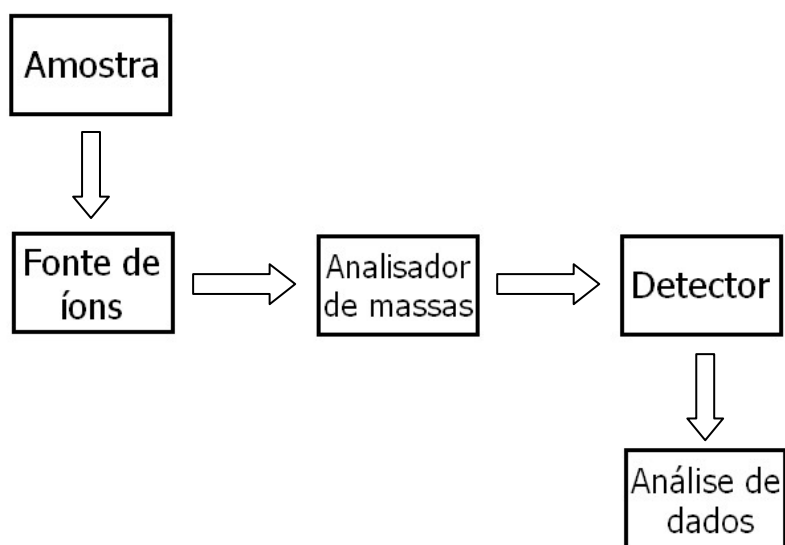 Amostra
Fonte de
íons
Analisador
de massas
Detector
Análise de
dados